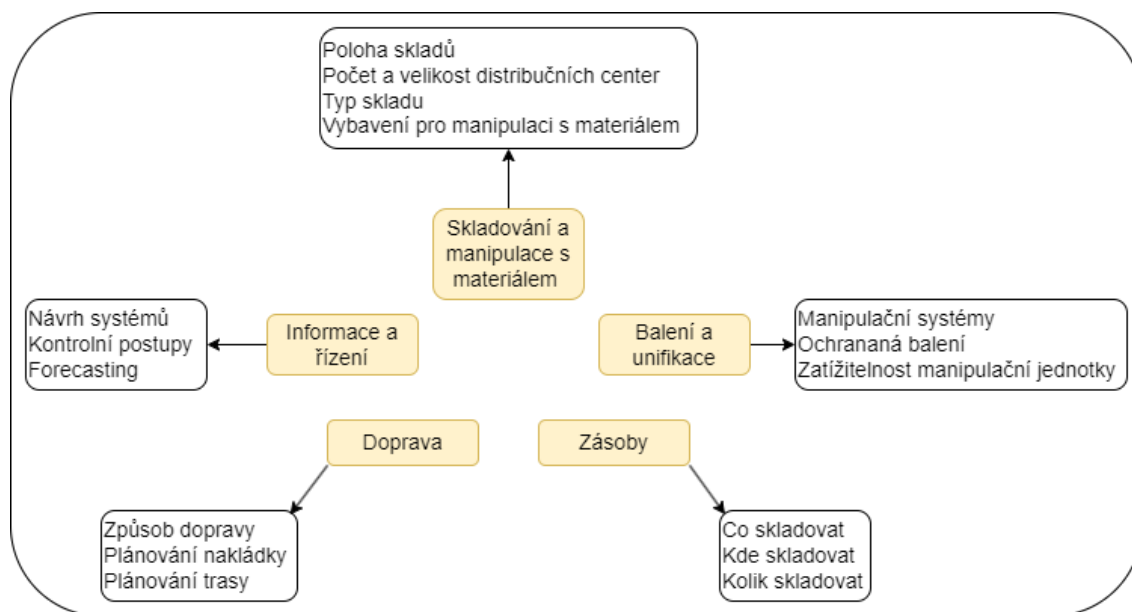 Poloha skladů
Počet a velikost distribučních center
Typ skladu
Vybavení pro manipulaci s materiálem
Skladování a
manipulace s
materiálem
Návrh systémů
Kontrolní postupy
Forecasting
Informace a
řízení
Balení a
unifikace
Manipulační systémy
Ochrananá balení
Zatížitelnost manipulační jednotky
Doprava
Zásoby
Způsob dopravy
Plánování nakládky
Plánování trasy
Co skladovat
Kde skladovat
Kolik skladovat